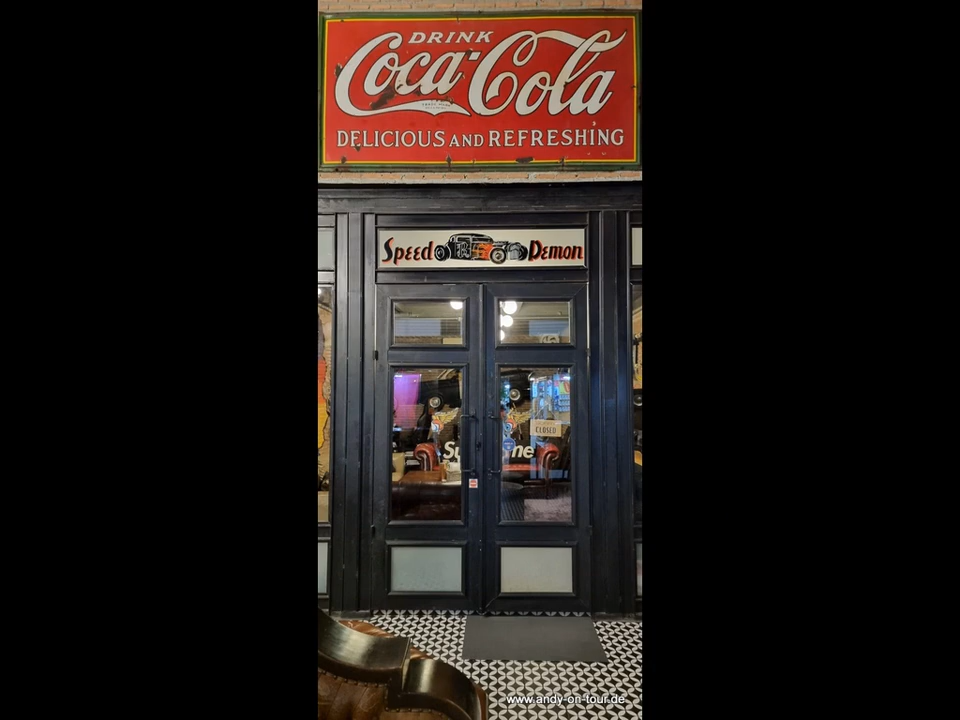 DRINK
Coca-Cola
DELICIOUS AND REFRESHING
Speed Demon
CLOSED
www.andy-on-tour.de